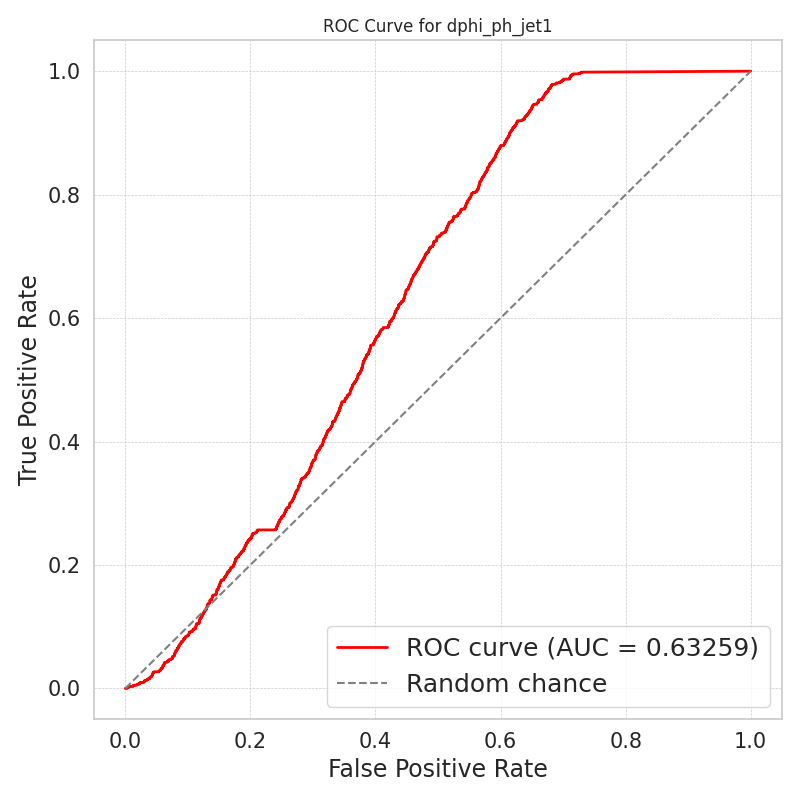 ROC Curve for dphi_ph_jet1
1.0
0.8
0.6
0.4
0.2
0.0
True Positive Rate
ROC curve (AUC = 0.63259)
Random chance
0.0 0.2 0.4 0.6 0.8 1.0
False Positive Rate